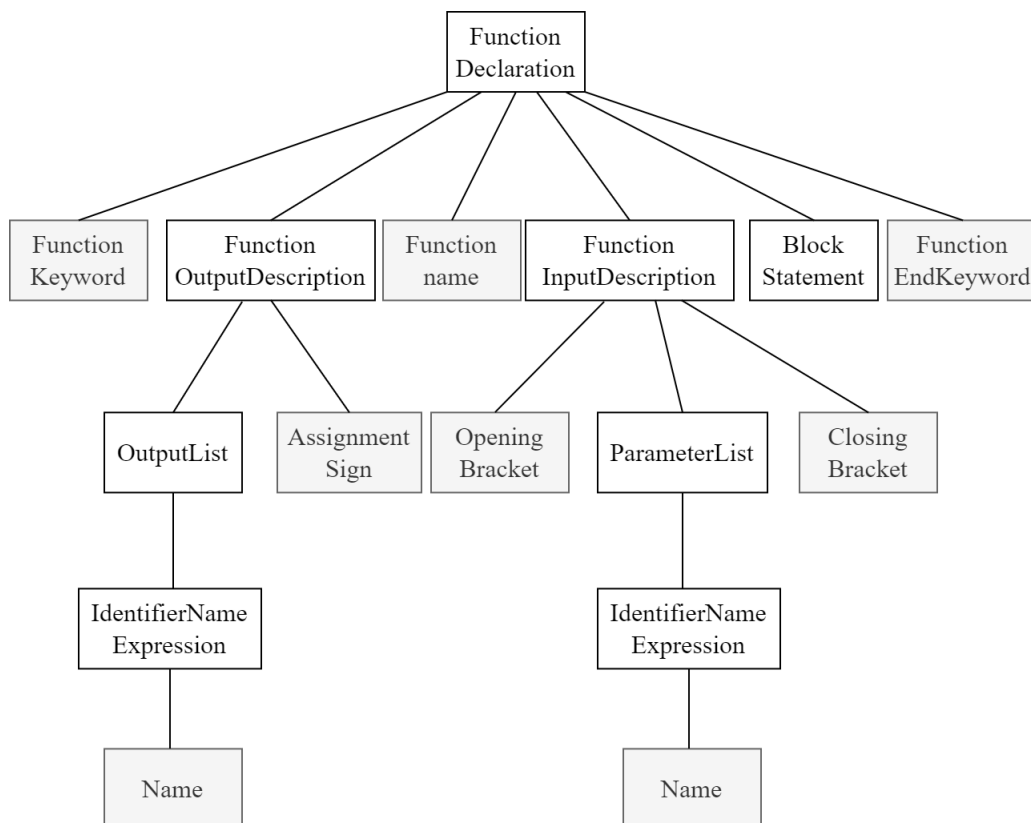 Function
Declaration
Function
Keyword
Function
OutputDescription
Function
name
Function
InputDescription
Block
Statement
Function
EndKeyword
OutputList
Assignment
Sign
Opening
Bracket
ParameterList
Closing
Bracket
IdentifierName
Expression
IdentifierName
Expression
Name
Name